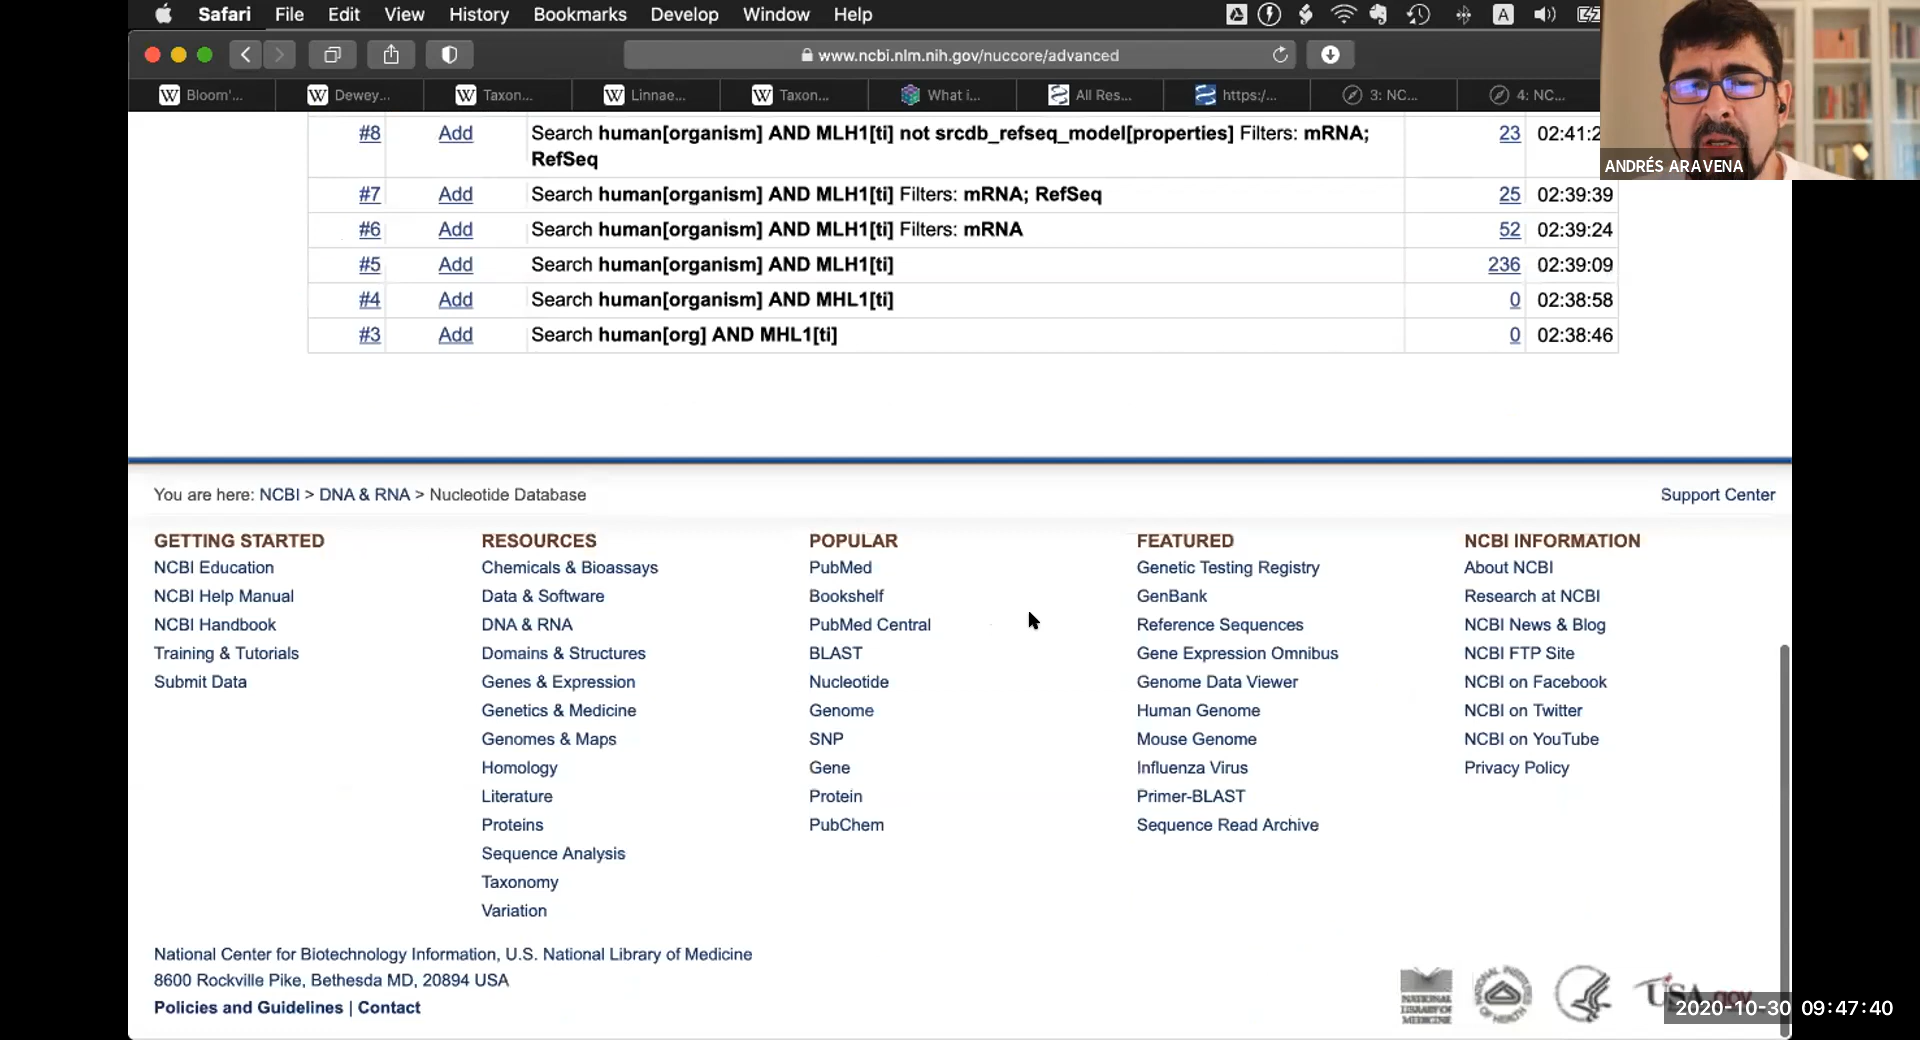 Safari File Edit View History Bookmarks Develop Window Help
www.ncbi.nlm.nih.gov/nuccore/advanced
Bloom'... Dewey... Taxon... Linnae... Taxon... What i... All Res... https:/... 3: NC... 4: NC...
ANDRÉS ARAVENA
#8 Add Search human[organism] AND MLH1[ti] not srcdb_refseq_model[properties] Filters: mRNA; 23 02:41:2
RefSeq
#7 Add Search human[organism] AND MLH1[ti] Filters: mRNA; RefSeq 25 02:39:39
#6 Add Search human[organism] AND MLH1[ti] Filters: mRNA 52 02:39:24
#5 Add Search human[organism] AND MLH1[ti] 236 02:39:09
#4 Add Search human[organism] AND MHL1[ti] 0 02:38:58
#3 Add Search human[org] AND MHL1[ti] 0 02:38:46
You are here: NCBI > DNA & RNA > Nucleotide Database Support Center
GETTING STARTED
NCBI Education
NCBI Help Manual
NCBI Handbook
Training & Tutorials
Submit Data
RESOURCES
Chemicals & Bioassays
Data & Software
DNA & RNA
Domains & Structures
Genes & Expression
Genetics & Medicine
Genomes & Maps
Homology
Literature
Proteins
Sequence Analysis
Taxonomy
Variation
POPULAR
PubMed
Bookshelf
PubMed Central
BLAST
Nucleotide
Genome
SNP
Gene
Protein
PubChem
FEATURED
Genetic Testing Registry
GenBank
Reference Sequences
Gene Expression Omnibus
Genome Data Viewer
Human Genome
Mouse Genome
Influenza Virus
Primer-BLAST
Sequence Read Archive
NCBI INFORMATION
About NCBI
Research at NCBI
NCBI News & Blog
NCBI FTP Site
NCBI on Facebook
NCBI on Twitter
NCBI on YouTube
Privacy Policy
National Center for Biotechnology Information, U.S. National Library of Medicine
8600 Rockville Pike, Bethesda MD, 20894 USA
Policies and Guidelines | Contact
NATIONAL
LIBRARY OF
MEDICINE
USA.gov
2020-10-30 09:47:40